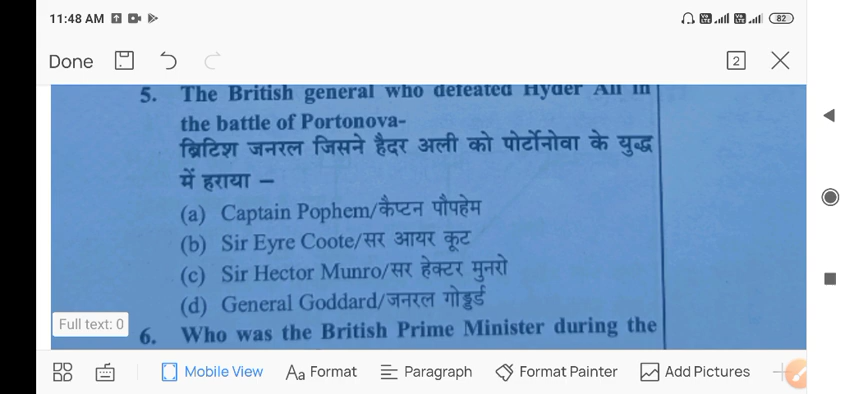 11:48 AM
82
Done
2
5. The British general who defeated Hyder Ali in
the battle of Portonova-
ब्रिटिश जनरल जिसने हैदर अली को पोर्टोनोवा के युद्ध
में हराया –
(a) Captain Pophem/कैप्टन पौपहेम
(b) Sir Eyre Coote/सर आयर कूट
(c) Sir Hector Munro/सर हेक्टर मुनरो
(d) General Goddard/जनरल गोड्डर्ड
Full text: 0
6. Who was the British Prime Minister during the
Mobile View
Aa Format
Paragraph
Format Painter
Add Pictures